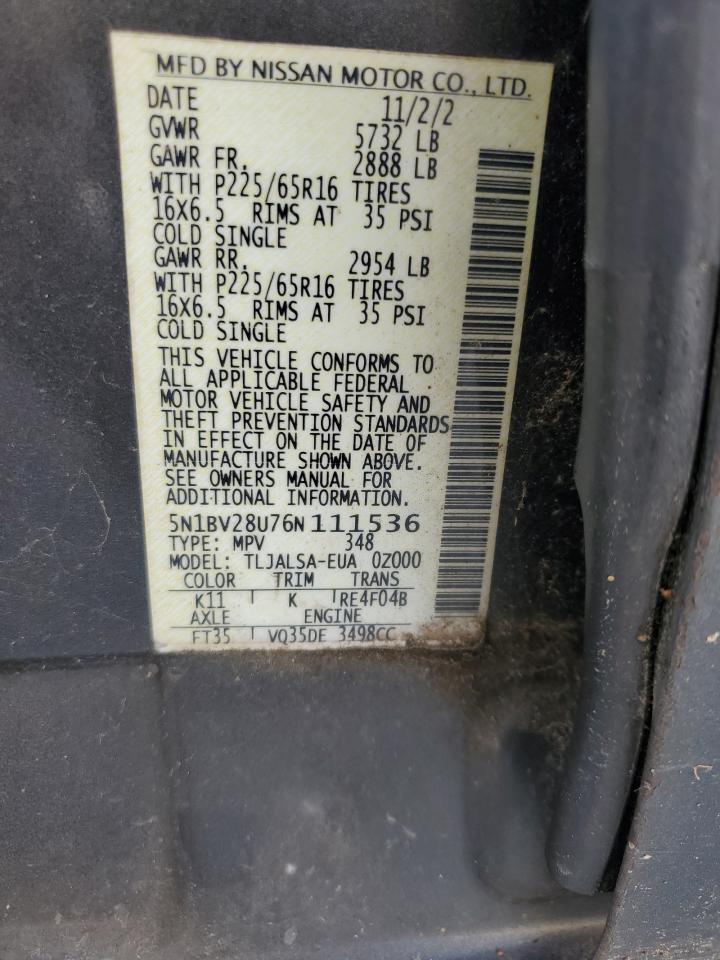 MFD BY NISSAN MOTOR CO., LTD.
DATE 11/2/2
GVWR 5732 LB
GAWR FR. 2888 LB
WITH P225/65R16 TIRES
16X6.5 RIMS AT 35 PSI
COLD SINGLE
GAWR RR. 2954 LB
WITH P225/65R16 TIRES
16X6.5 RIMS AT 35 PSI
COLD SINGLE
THIS VEHICLE CONFORMS TO
ALL APPLICABLE FEDERAL
MOTOR VEHICLE SAFETY AND
THEFT PREVENTION STANDARDS
IN EFFECT ON THE DATE OF
MANUFACTURE SHOWN ABOVE.
SEE OWNERS MANUAL FOR
ADDITIONAL INFORMATION.
5N1BV28U76N111536
TYPE: MPV 348
MODEL: TLJALSA-EUA 0Z000
COLOR TRIM TRANS
K11 K RE4F04B
AXLE ENGINE
FT35 VQ35DE 3498CC